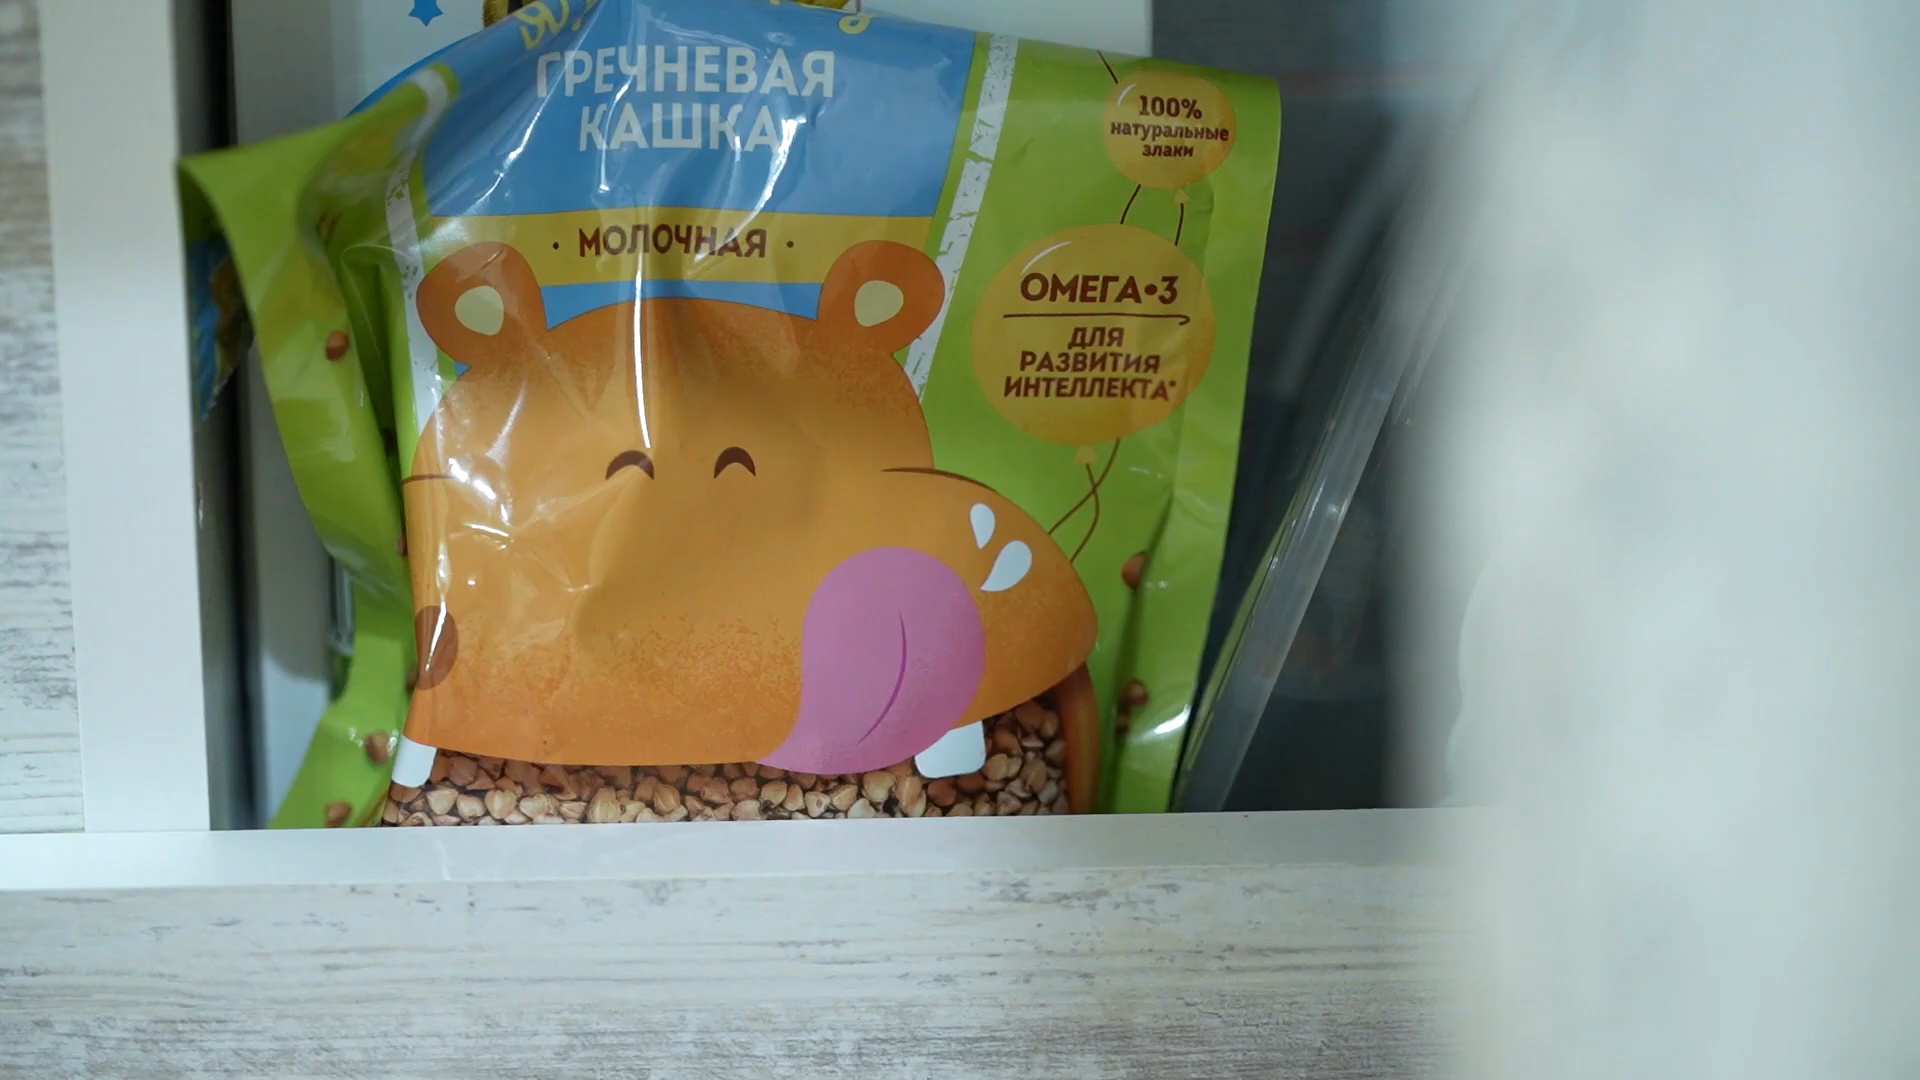 ГРЕЧНЕВАЯ
КАШКА
· МОЛОЧНАЯ ·
100%
натуральные
злаки
ОМЕГА•3
ДЛЯ
РАЗВИТИЯ
ИНТЕЛЛЕКТА*